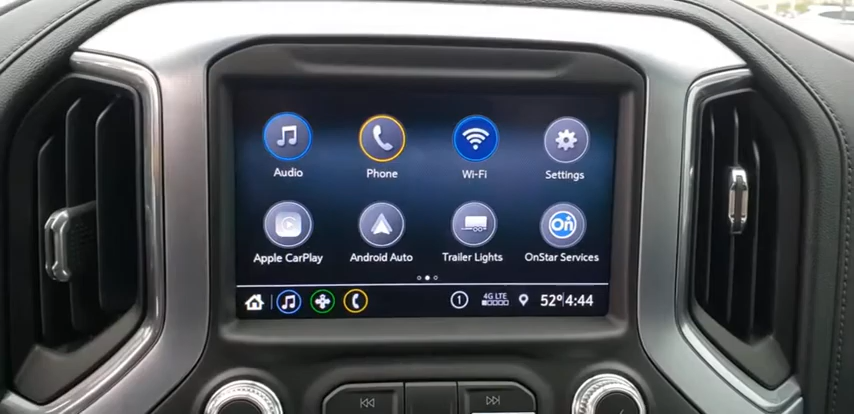 Audio Phone Wi-Fi Settings
On
Apple CarPlay Android Auto Trailer Lights OnStar Services
1 4G LTE 52° 4:44